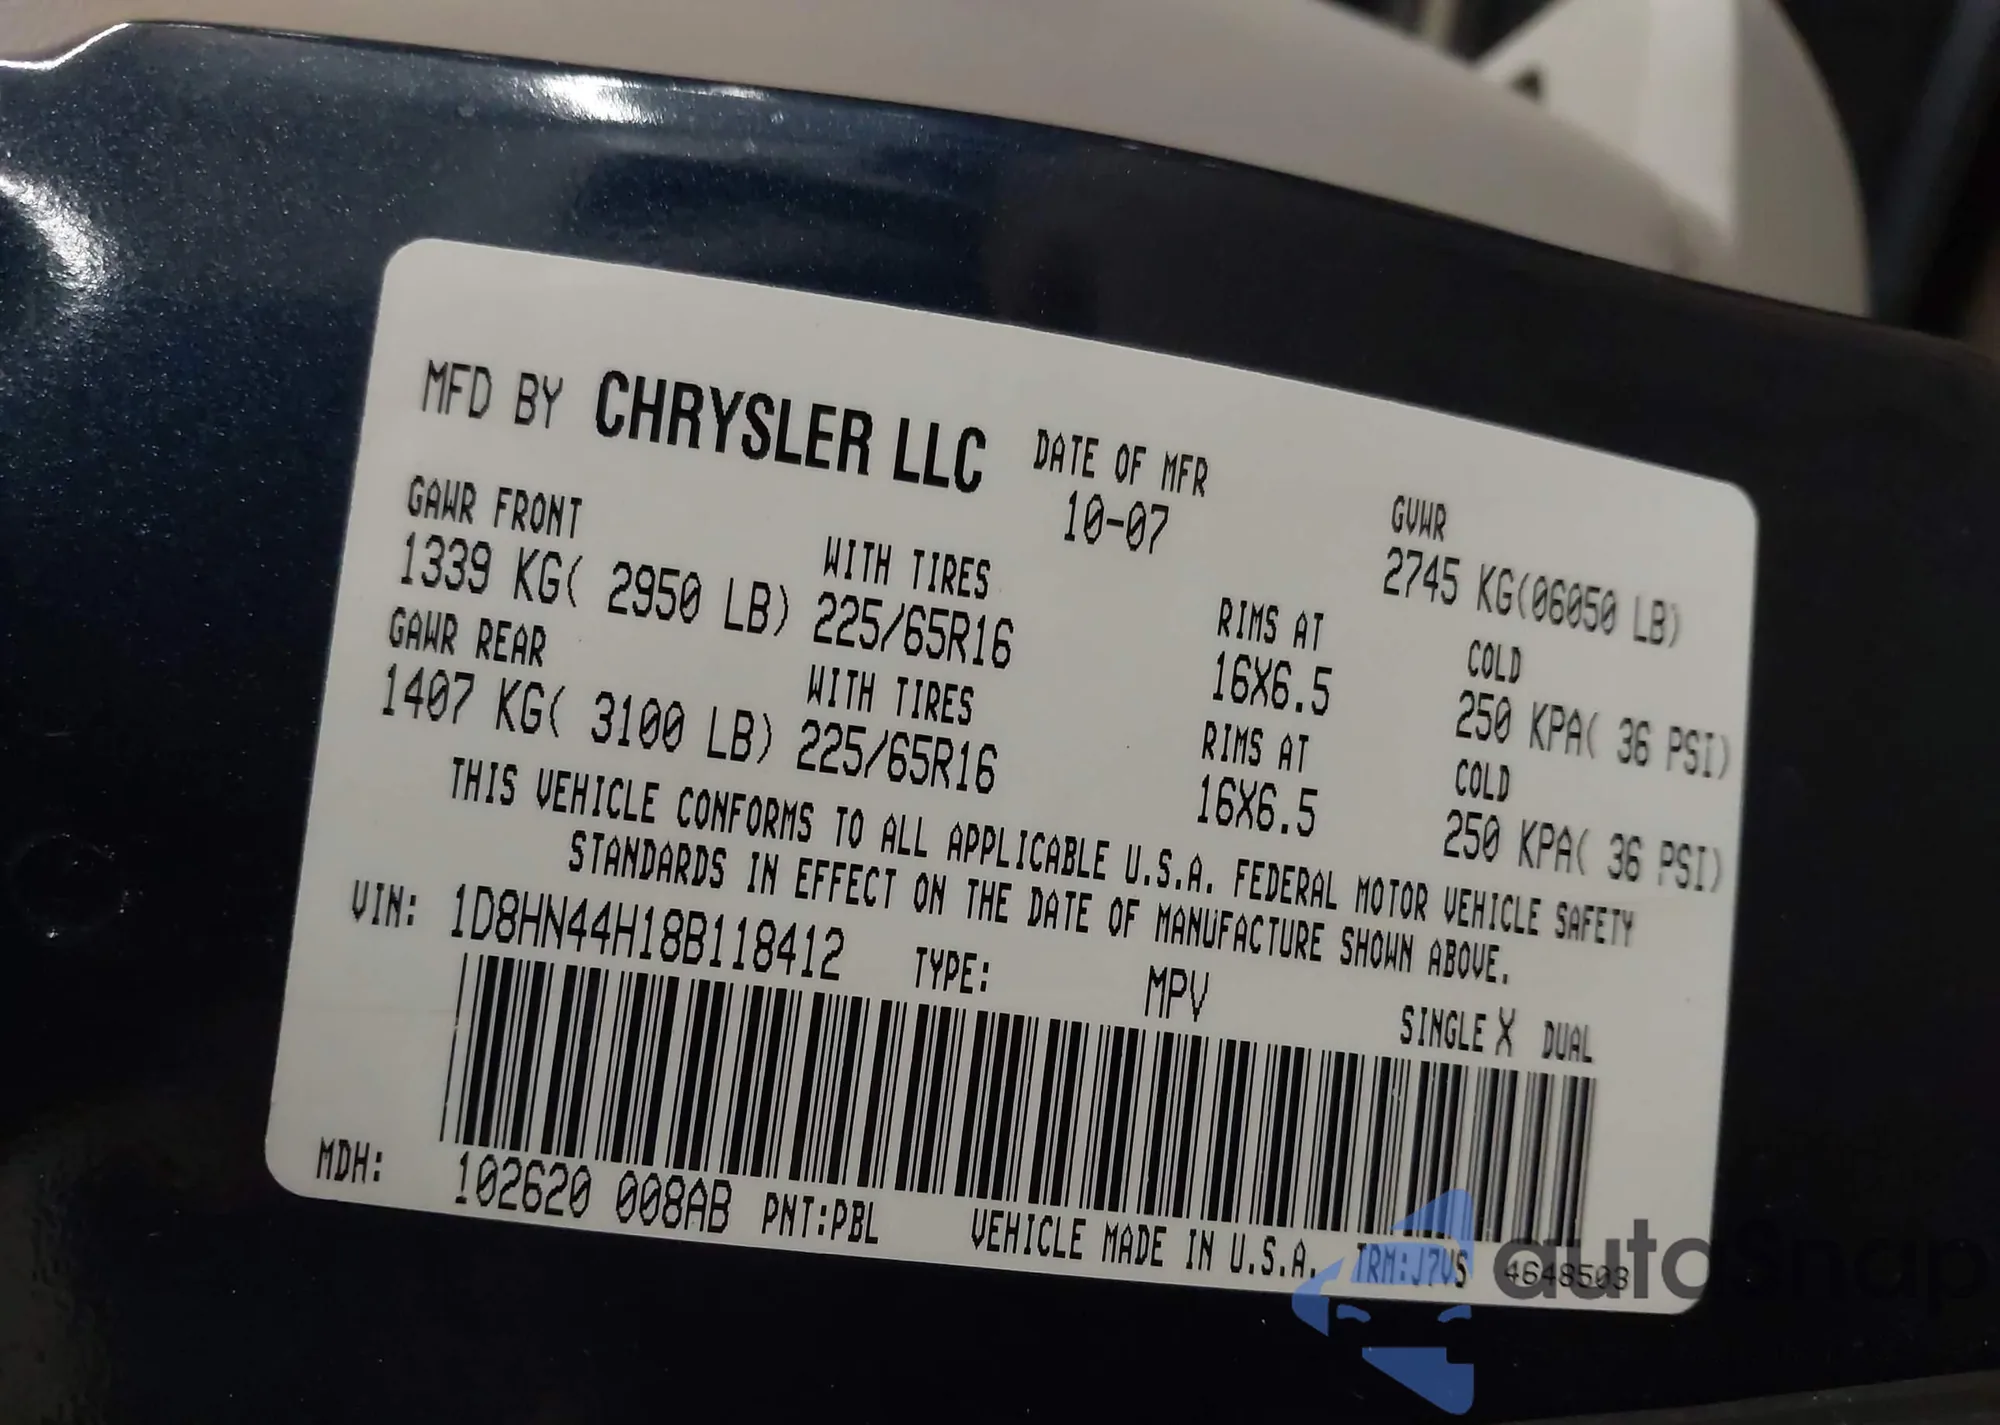 MFD BY CHRYSLER LLC DATE OF MFR GVWR
10-07 2745 KG(06050 LB)
GAWR FRONT WITH TIRES RIMS AT COLD
1339 KG( 2950 LB) 225/65R16 16X6.5 250 KPA( 36 PSI)
GAWR REAR WITH TIRES RIMS AT COLD
1407 KG( 3100 LB) 225/65R16 16X6.5 250 KPA( 36 PSI)
THIS VEHICLE CONFORMS TO ALL APPLICABLE U.S.A. FEDERAL MOTOR VEHICLE SAFETY
STANDARDS IN EFFECT ON THE DATE OF MANUFACTURE SHOWN ABOVE.
VIN: 1D8HN44H18B118412 TYPE: MPV SINGLE X DUAL
MDH: 102620 008AB PNT:PBL VEHICLE MADE IN U.S.A. TRM:J7VS 4648503
autosnap